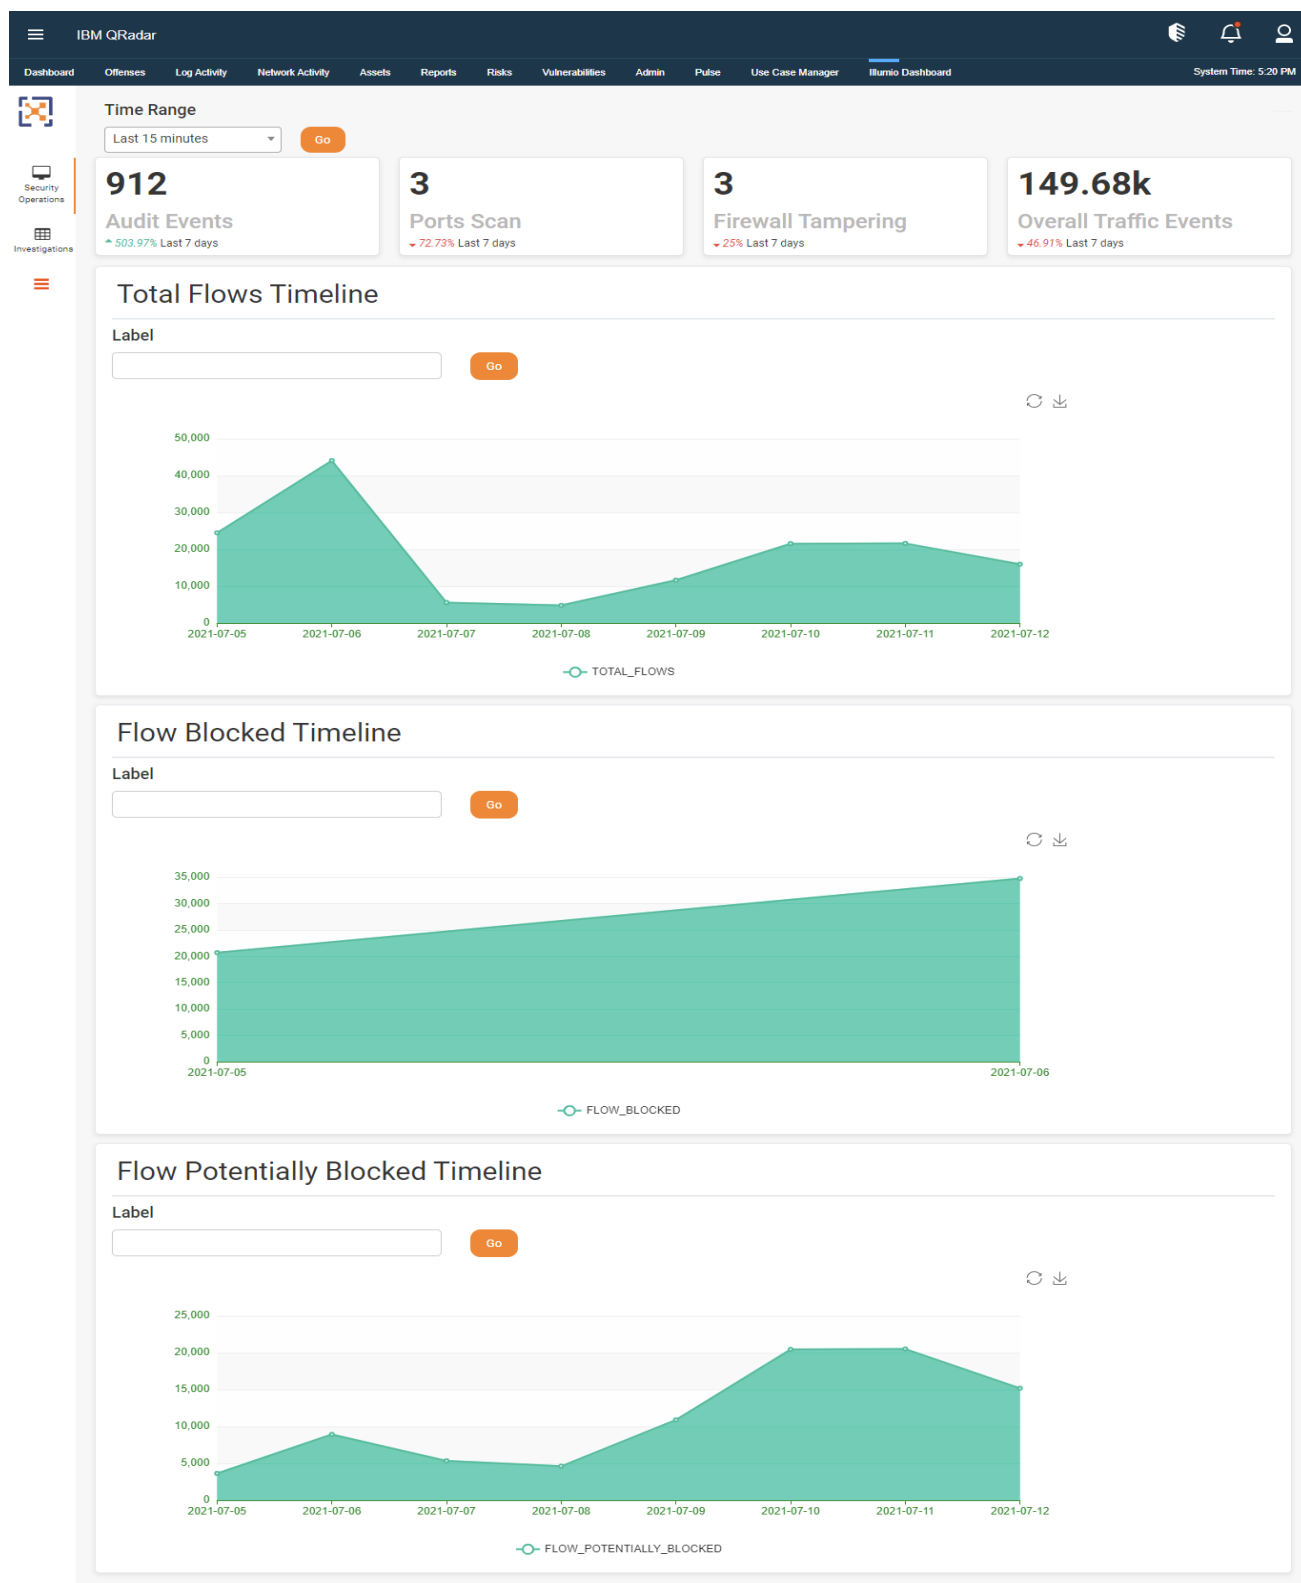 IBM QRadar
Dashboard Offenses Log Activity Network Activity Assets Reports Risks Vulnerabilities Admin Pulse Use Case Manager Illumio Dashboard System Time: 5:20 PM
Security
Operations
Investigations
Time Range
Last 15 minutes Go
912
Audit Events
503.97% Last 7 days
3
Ports Scan
72.73% Last 7 days
3
Firewall Tampering
25% Last 7 days
149.68k
Overall Traffic Events
46.91% Last 7 days
Total Flows Timeline
Label
Go
50,000
40,000
30,000
20,000
10,000
0
2021-07-05 2021-07-06 2021-07-07 2021-07-08 2021-07-09 2021-07-10 2021-07-11 2021-07-12
TOTAL_FLOWS
Flow Blocked Timeline
Label
Go
35,000
30,000
25,000
20,000
15,000
10,000
5,000
0
2021-07-05 2021-07-06
FLOW_BLOCKED
Flow Potentially Blocked Timeline
Label
Go
25,000
20,000
15,000
10,000
5,000
0
2021-07-05 2021-07-06 2021-07-07 2021-07-08 2021-07-09 2021-07-10 2021-07-11 2021-07-12
FLOW_POTENTIALLY_BLOCKED